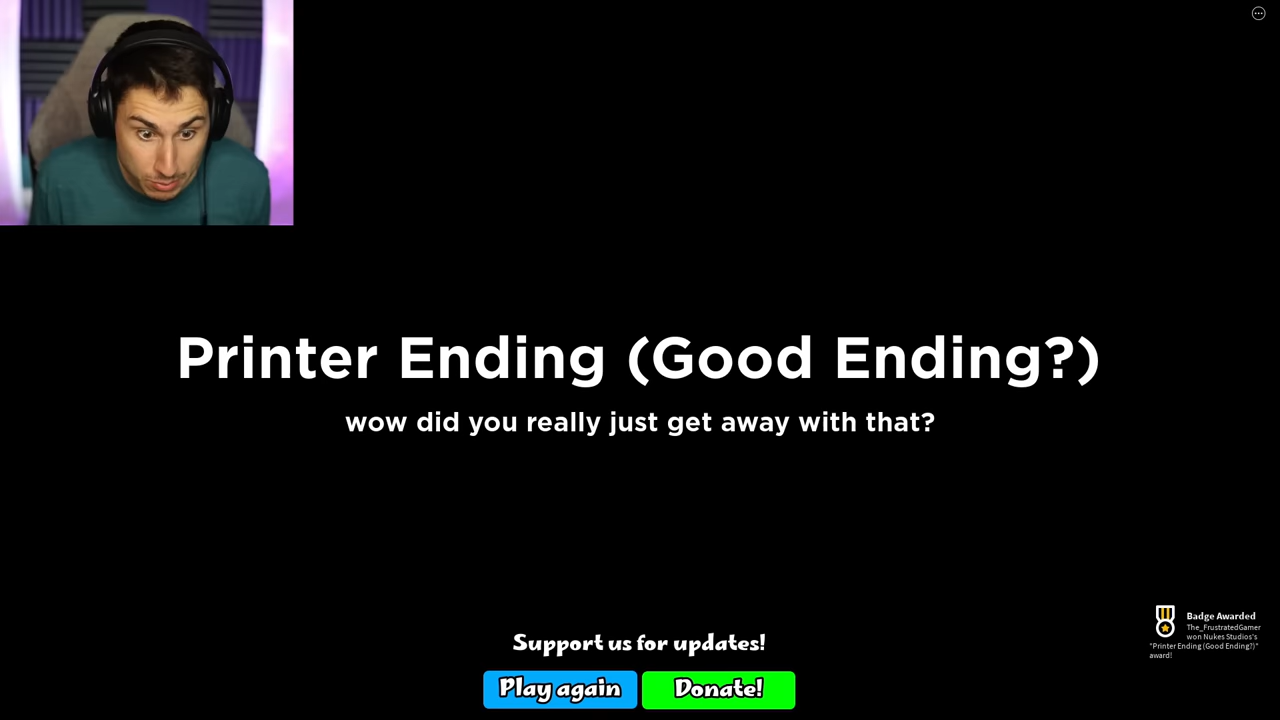 Printer Ending (Good Ending?)
wow did you really just get away with that?
Support us for updates!
Play again
Donate!
Badge Awarded
The_FrustratedGamer
won Nukes Studios's
"Printer Ending (Good Ending?)"
award!